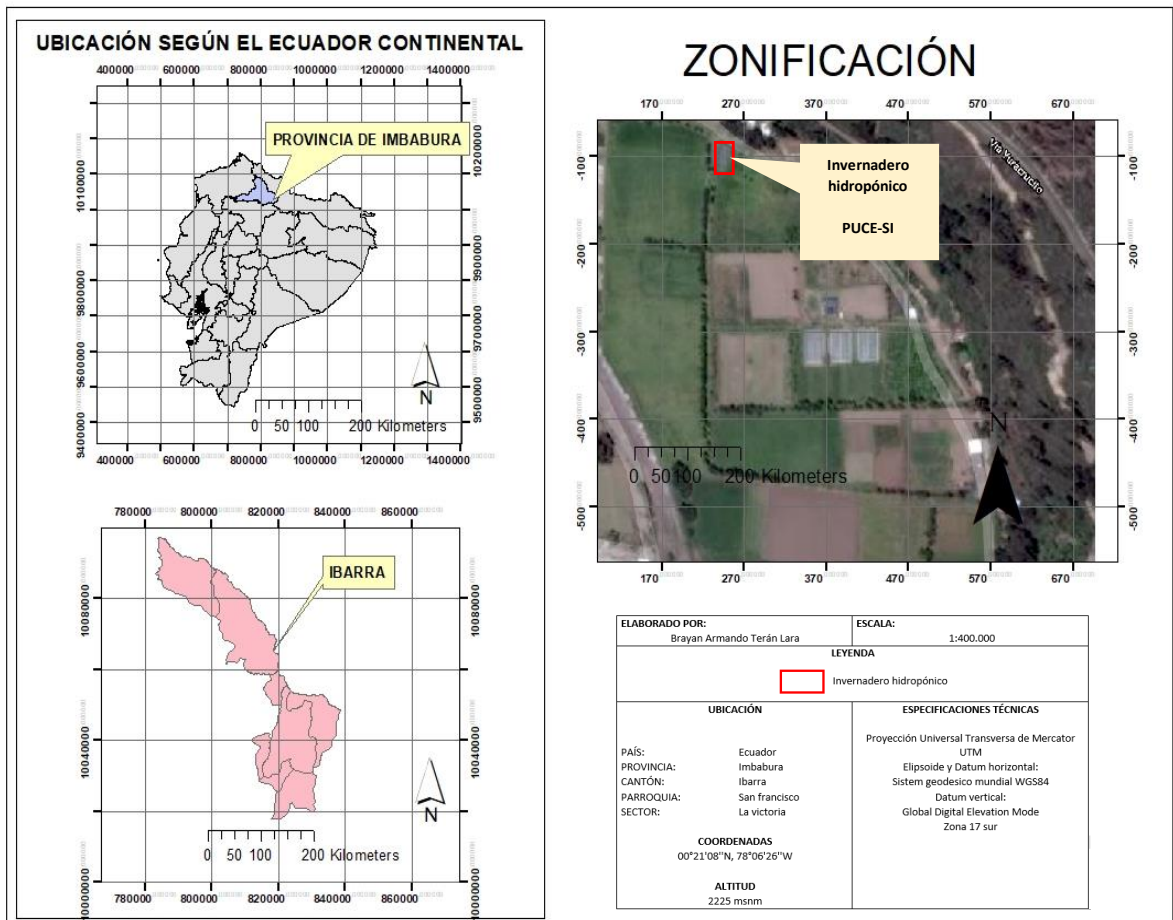 UBICACIÓN SEGÚN EL ECUADOR CONTINENTAL
400000 600000 800000 1000000 1200000 1400000
PROVINCIA DE IMBABURA
10200000
10100000
9900000
9800000
9700000
9600000
9500000
9400000
N
0 50 100 200 Kilometers
400000 600000 800000 1000000 1200000 1400000
780000 800000 820000 840000 860000
IBARRA
10080000
10080000
10040000
10040000
10000000
10000000
N
0 50 100 200 Kilometers
780000 800000 820000 840000 860000
ZONIFICACIÓN
170 270 370 470 570 670
Invernadero
hidropónico
PUCE-SI
Via Yuracrucito
-100
-100
-200
-200
-300
-300
-400
-400
-500
-500
N
0 50 100 200 Kilometers
170 270 370 470 570 670
ELABORADO POR:
Brayan Armando Terán Lara
ESCALA:
1:400.000
LEYENDA
Invernadero hidropónico
UBICACIÓN
PAÍS: Ecuador
PROVINCIA: Imbabura
CANTÓN: Ibarra
PARROQUIA: San francisco
SECTOR: La victoria
COORDENADAS
00°21'08''N, 78°06'26''W
ALTITUD
2225 msnm
ESPECIFICACIONES TÉCNICAS
Proyección Universal Transversa de Mercator
UTM
Elipsoide y Datum horizontal:
Sistem geodesico mundial WGS84
Datum vertical:
Global Digital Elevation Mode
Zona 17 sur